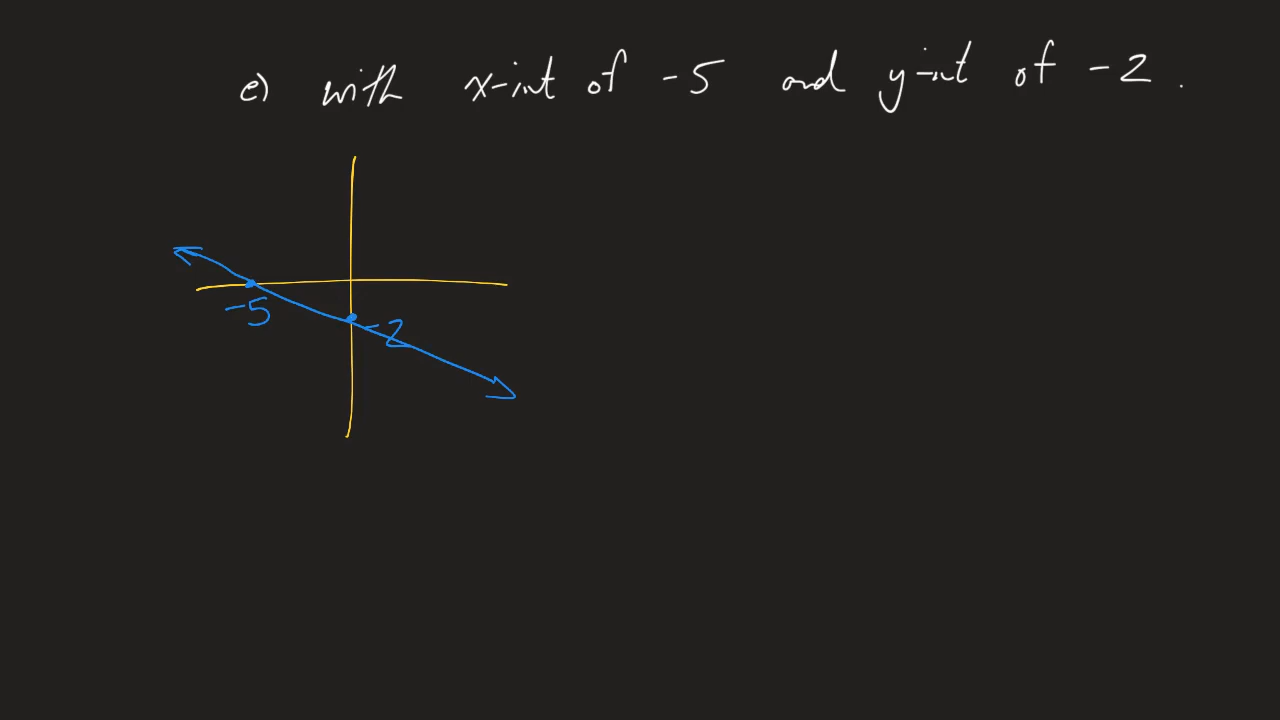 e) with x-int of -5 and y-int of -2.
-5
-2